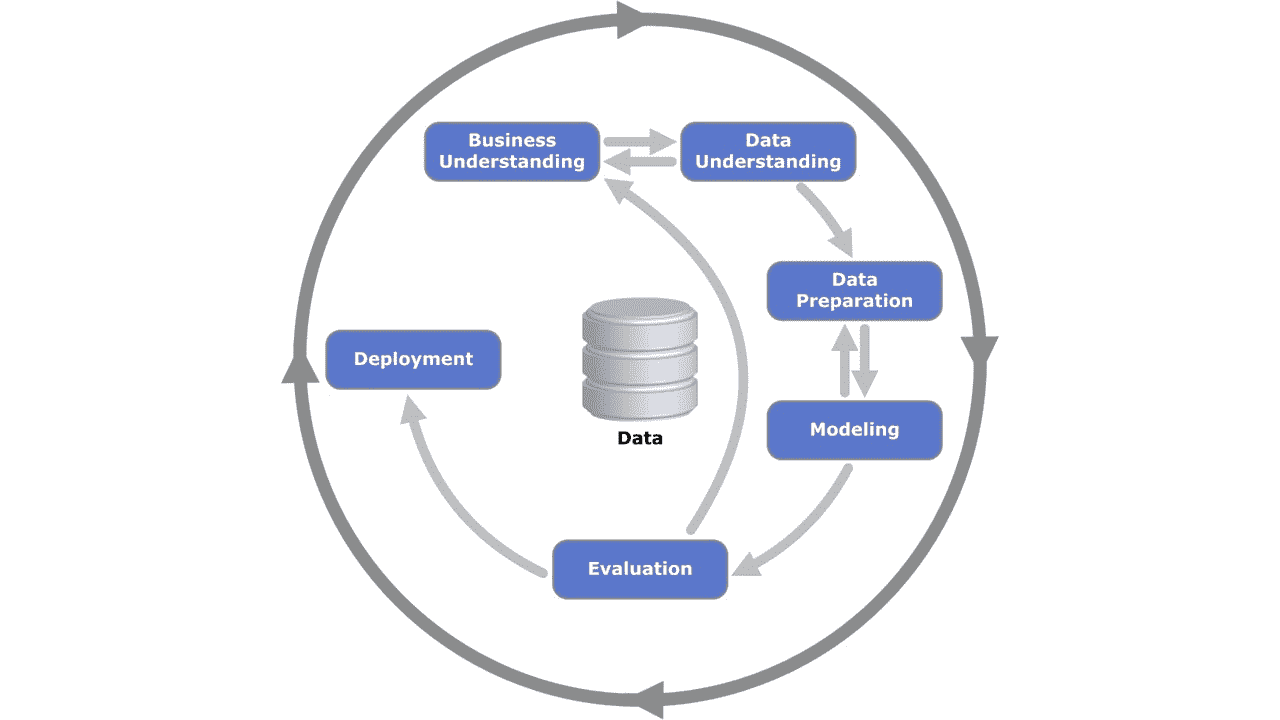 Business
Understanding
Data
Understanding
Data
Preparation
Deployment
Modeling
Data
Evaluation